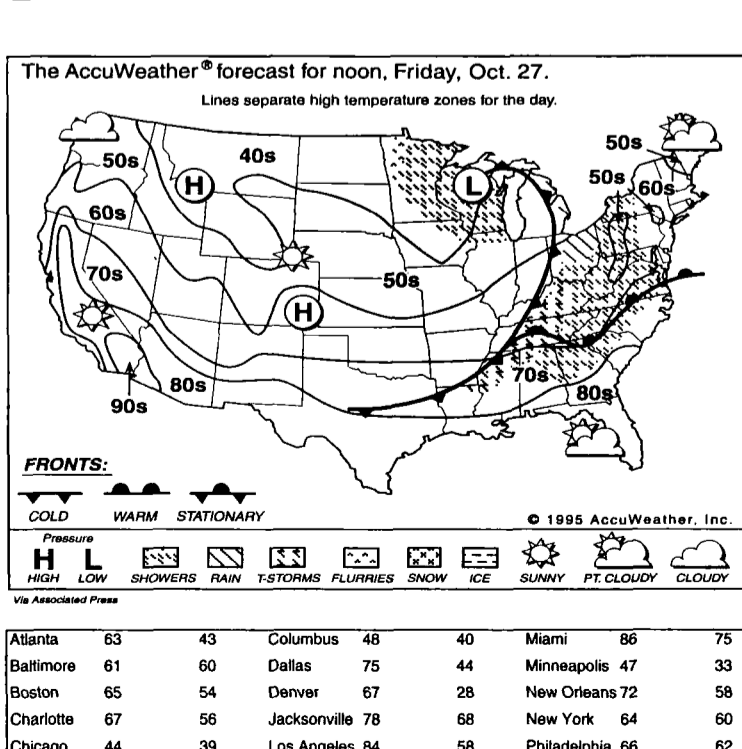 The AccuWeather® forecast for noon, Friday, Oct. 27.
Lines separate high temperature zones for the day.
50s
40s
50s
H
L
50s
60s
60s
70s
50s
H
80s
90s
70s
80s
FRONTS:
COLD WARM STATIONARY
© 1995 AccuWeather, Inc.
Pressure
H L
HIGH LOW SHOWERS RAIN T-STORMS FLURRIES SNOW ICE SUNNY PT. CLOUDY CLOUDY
Via Associated Press
Atlanta 63 43 Columbus 48 40 Miami 86 75
Baltimore 61 60 Dallas 75 44 Minneapolis 47 33
Boston 65 54 Denver 67 28 New Orleans 72 58
Charlotte 67 56 Jacksonville 78 68 New York 64 60
Chicago 44 39 Los Angeles 84 58 Philadelphia 66 62